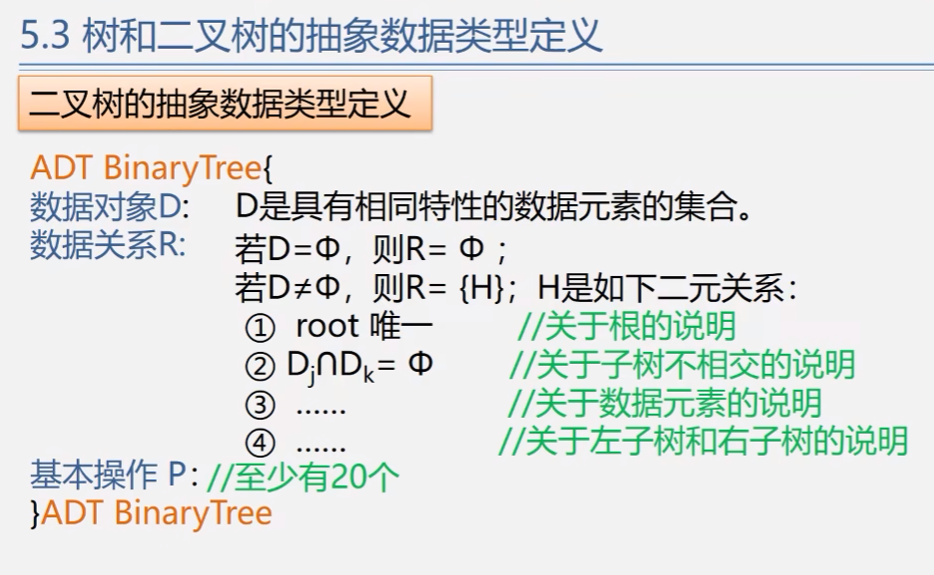 5.3 树和二叉树的抽象数据类型定义
二叉树的抽象数据类型定义
ADT BinaryTree{
数据对象D: D是具有相同特性的数据元素的集合。
数据关系R: 若D=Φ，则R= Φ ；
若D≠Φ，则R= {H}；H是如下二元关系：
① root 唯一 //关于根的说明
② Dj∩Dk= Φ //关于子树不相交的说明
③ …… //关于数据元素的说明
④ …… //关于左子树和右子树的说明
基本操作 P： //至少有20个
}ADT BinaryTree